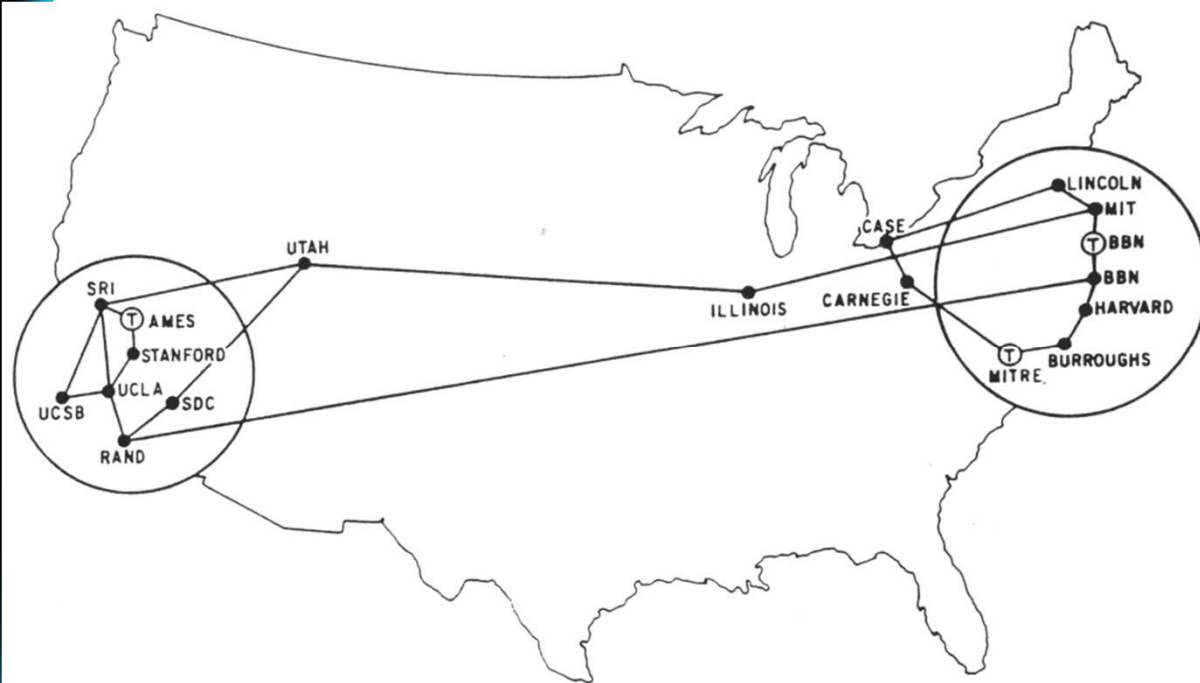 LINCOLN
MIT
CASE
T BBN
UTAH
BBN
SRI
ILLINOIS
CARNEGIE
HARVARD
T AMES
STANFORD
T
BURROUGHS
MITRE.
UCLA
SDC
UCSB
RAND